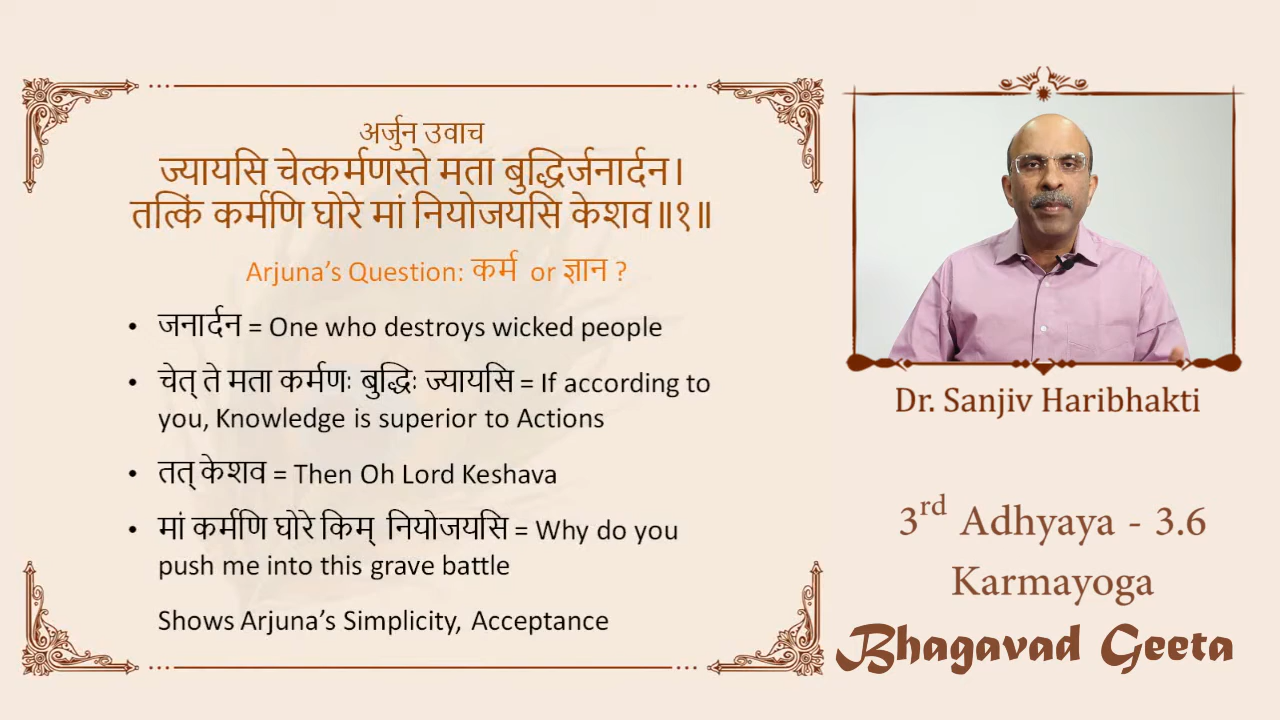 अर्जुन उवाच
ज्यायसि चेत्कर्मणस्ते मता बुद्धिर्जनार्दन।
तत्किं कर्मणि घोरे मां नियोजयसि केशव॥१॥
Arjuna’s Question: कर्म or ज्ञान ?
• जनार्दन = One who destroys wicked people
• चेत् ते मता कर्मणः बुद्धिः ज्यायसि = If according to
you, Knowledge is superior to Actions
• तत् केशव = Then Oh Lord Keshava
• मां कर्मणि घोरे किम् नियोजयसि = Why do you
push me into this grave battle
Shows Arjuna’s Simplicity, Acceptance
Dr. Sanjiv Haribhakti
3rd Adhyaya - 3.6
Karmayoga
Bhagavad Geeta